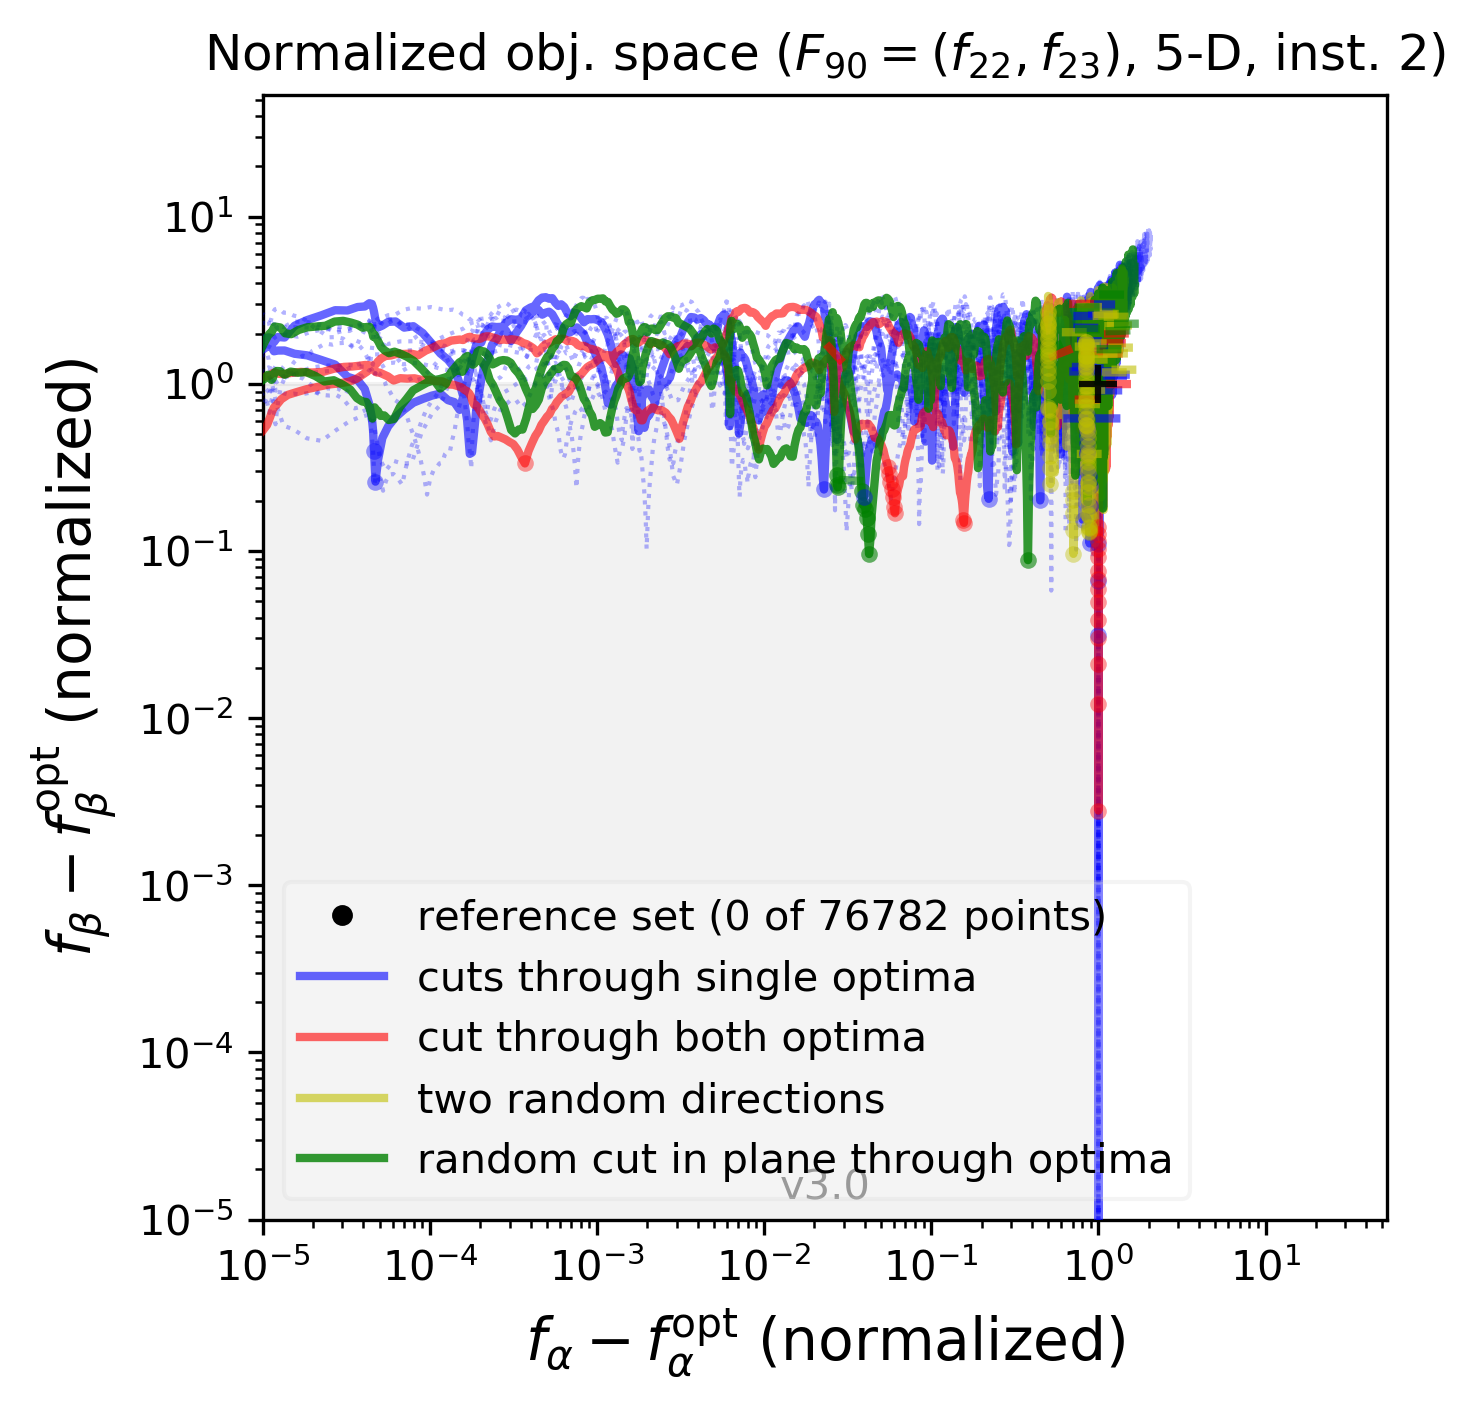 Normalized obj. space (F₉₀ = (f₂₂, f₂₃), 5-D, inst. 2)
f_β − f_β^opt (normalized)
10¹
10⁰
10⁻¹
10⁻²
10⁻³
10⁻⁴
10⁻⁵
reference set (0 of 76782 points)
cuts through single optima
cut through both optima
two random directions
random cut in plane through optima
v3.0
10⁻⁵ 10⁻⁴ 10⁻³ 10⁻² 10⁻¹ 10⁰ 10¹
f_α − f_α^opt (normalized)